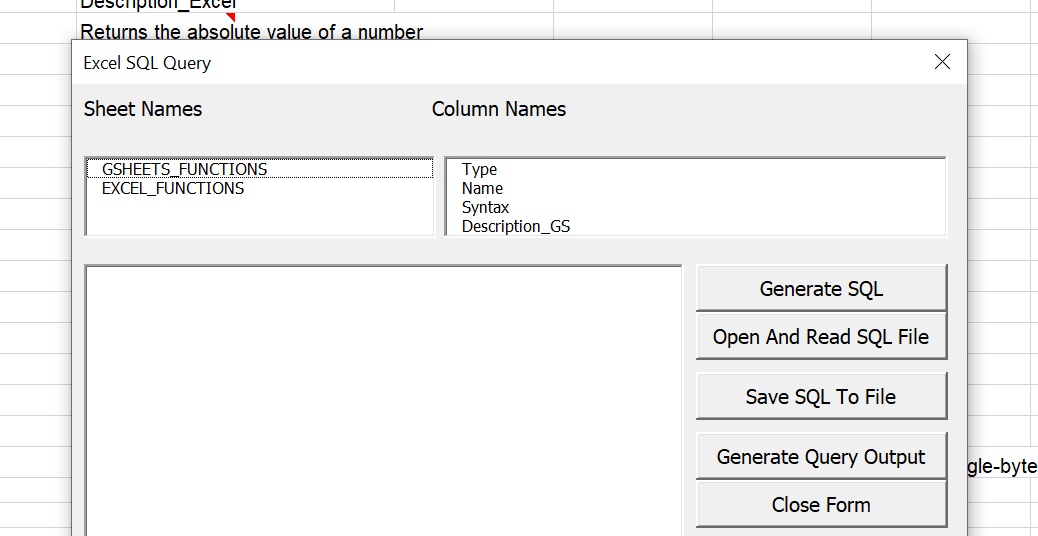 Description_Excel
Returns the absolute value of a number
Excel SQL Query
Sheet Names
Column Names
GSHEETS_FUNCTIONS
EXCEL_FUNCTIONS
Type
Name
Syntax
Description_GS
Generate SQL
Open And Read SQL File
Save SQL To File
Generate Query Output
gle-byte
Close Form